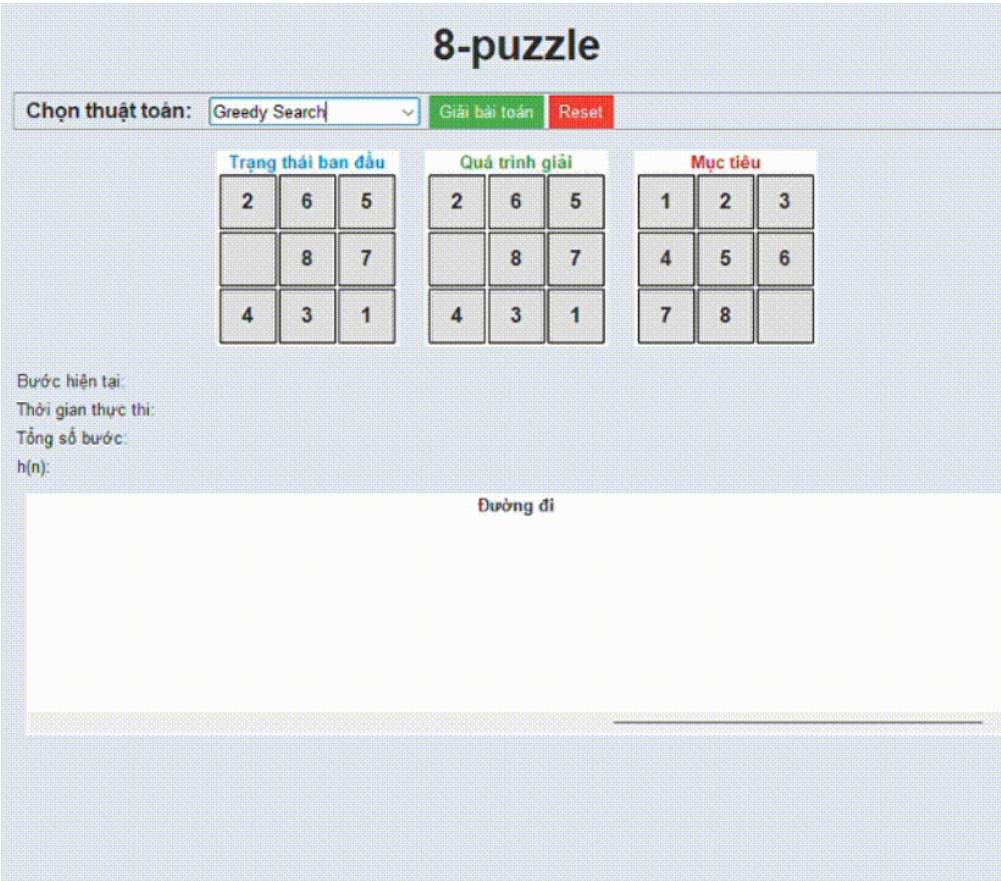 8-puzzle
Chọn thuật toán: Greedy Search Giải bài toán Reset
Trạng thái ban đầu Quá trình giải Mục tiêu
2 6 5 2 6 5 1 2 3
8 7 8 7 4 5 6
4 3 1 4 3 1 7 8
Bước hiện tại:
Thời gian thực thi:
Tổng số bước:
h(n):
Đường đi